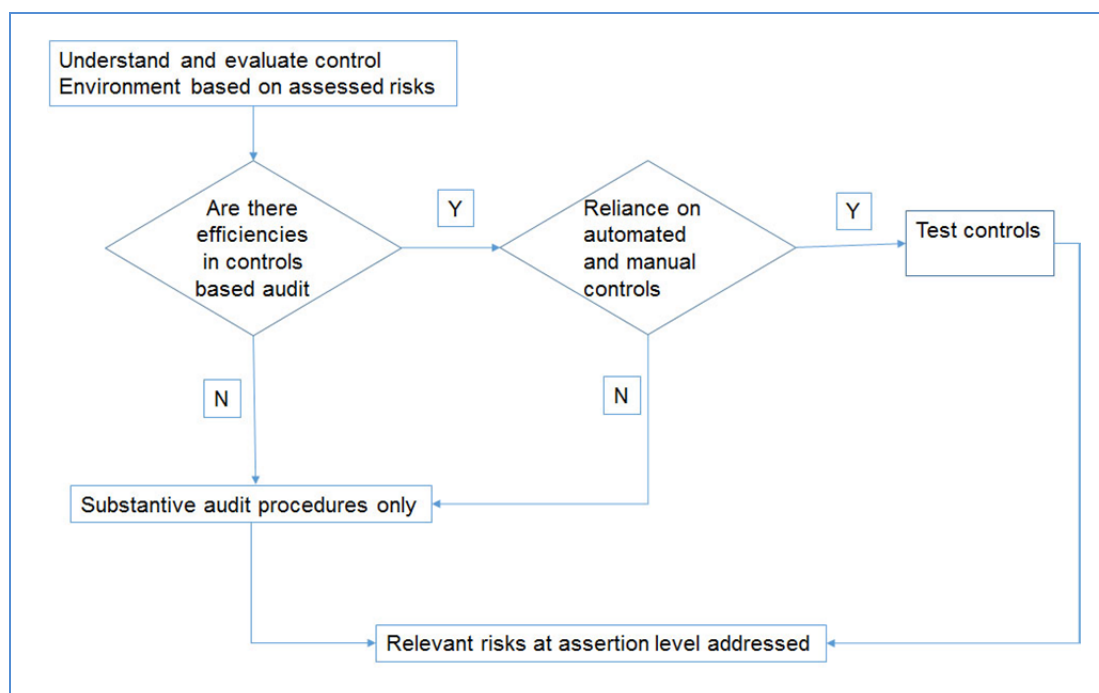 Understand and evaluate control
Environment based on assessed risks
Are there
efficiencies
in controls
based audit
Y
Reliance on
automated
and manual
controls
Y
Test controls
N
N
Substantive audit procedures only
Relevant risks at assertion level addressed